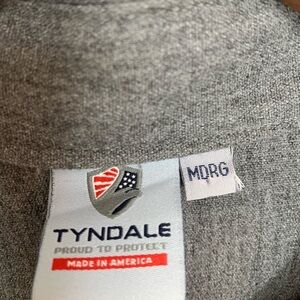 MDRG
TYNDALE
PROUD TO PROTECT
MADE IN AMERICA